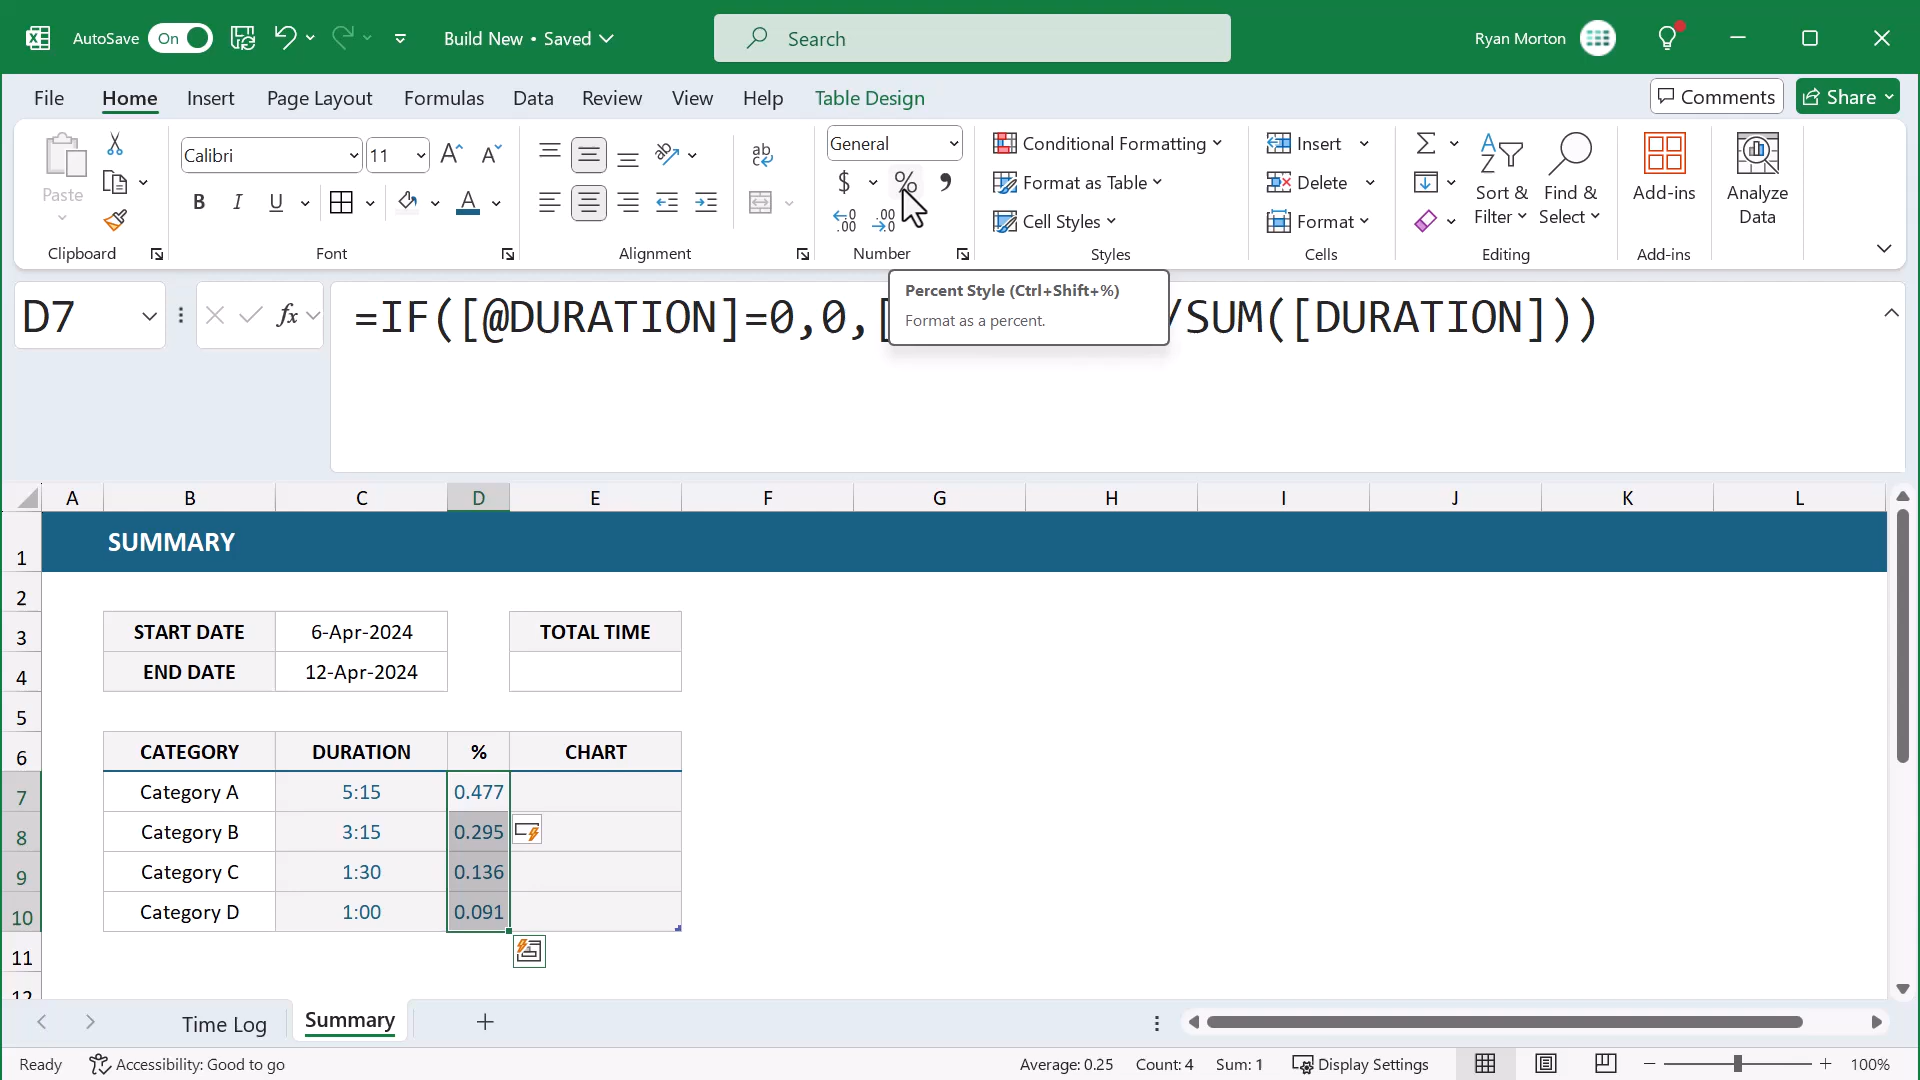 AutoSave On Build New • Saved Search Ryan Morton
File Home Insert Page Layout Formulas Data Review View Help Table Design Comments Share
Paste
Clipboard
Calibri 11
B I U A
Font
ab
Alignment
General
$ % ,
Number
Conditional Formatting
Format as Table
Cell Styles
Styles
Insert
Delete
Format
Cells
Sort & Filter
Find & Select
Editing
Add-ins
Add-ins
Analyze Data
D7 fx =IF([@DURATION]=0,0,[ /SUM([DURATION]))
Percent Style (Ctrl+Shift+%)
Format as a percent.
A B C D E F G H I J K L
1 SUMMARY
2
3 START DATE 6-Apr-2024 TOTAL TIME
4 END DATE 12-Apr-2024
5
6 CATEGORY DURATION % CHART
7 Category A 5:15 0.477
8 Category B 3:15 0.295
9 Category C 1:30 0.136
10 Category D 1:00 0.091
11
12
Time Log Summary
Ready Accessibility: Good to go Average: 0.25 Count: 4 Sum: 1 Display Settings 100%